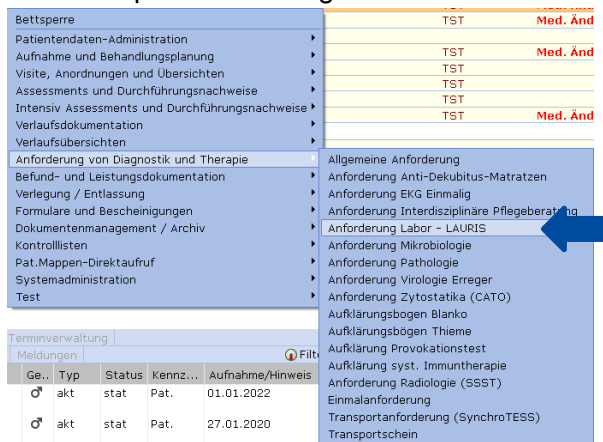 Bettsperre
Patientendaten-Administration
Aufnahme und Behandlungsplanung
Visite, Anordnungen und Übersichten
Assessments und Durchführungsnachweise
Intensiv Assessments und Durchführungsnachweise
Verlaufsdokumentation
Verlaufsübersichten
Anforderung von Diagnostik und Therapie
Befund- und Leistungsdokumentation
Verlegung / Entlassung
Formulare und Bescheinigungen
Dokumentenmanagement / Archiv
Kontrolllisten
Pat.Mappen-Direktaufruf
Systemadministration
Test
TST Med. Änd
TST Med. Änd
TST
TST
TST
TST Med. Änd
Allgemeine Anforderung
Anforderung Anti-Dekubitus-Matratzen
Anforderung EKG Einmalig
Anforderung Interdisziplinäre Pflegeberatung
Anforderung Labor - LAURIS
Anforderung Mikrobiologie
Anforderung Pathologie
Anforderung Virologie Erreger
Anforderung Zytostatika (CATO)
Aufklärungsbogen Blanko
Aufklärungsbögen Thieme
Aufklärung Provokationstest
Aufklärung syst. Immuntherapie
Anforderung Radiologie (SSST)
Einmalanforderung
Transportanforderung (SynchroTESS)
Transportschein
Terminverwaltung
Meldungen Filt
Ge.. Typ Status Kennz... Aufnahme/Hinweis
akt stat Pat. 01.01.2022
akt stat Pat. 27.01.2020